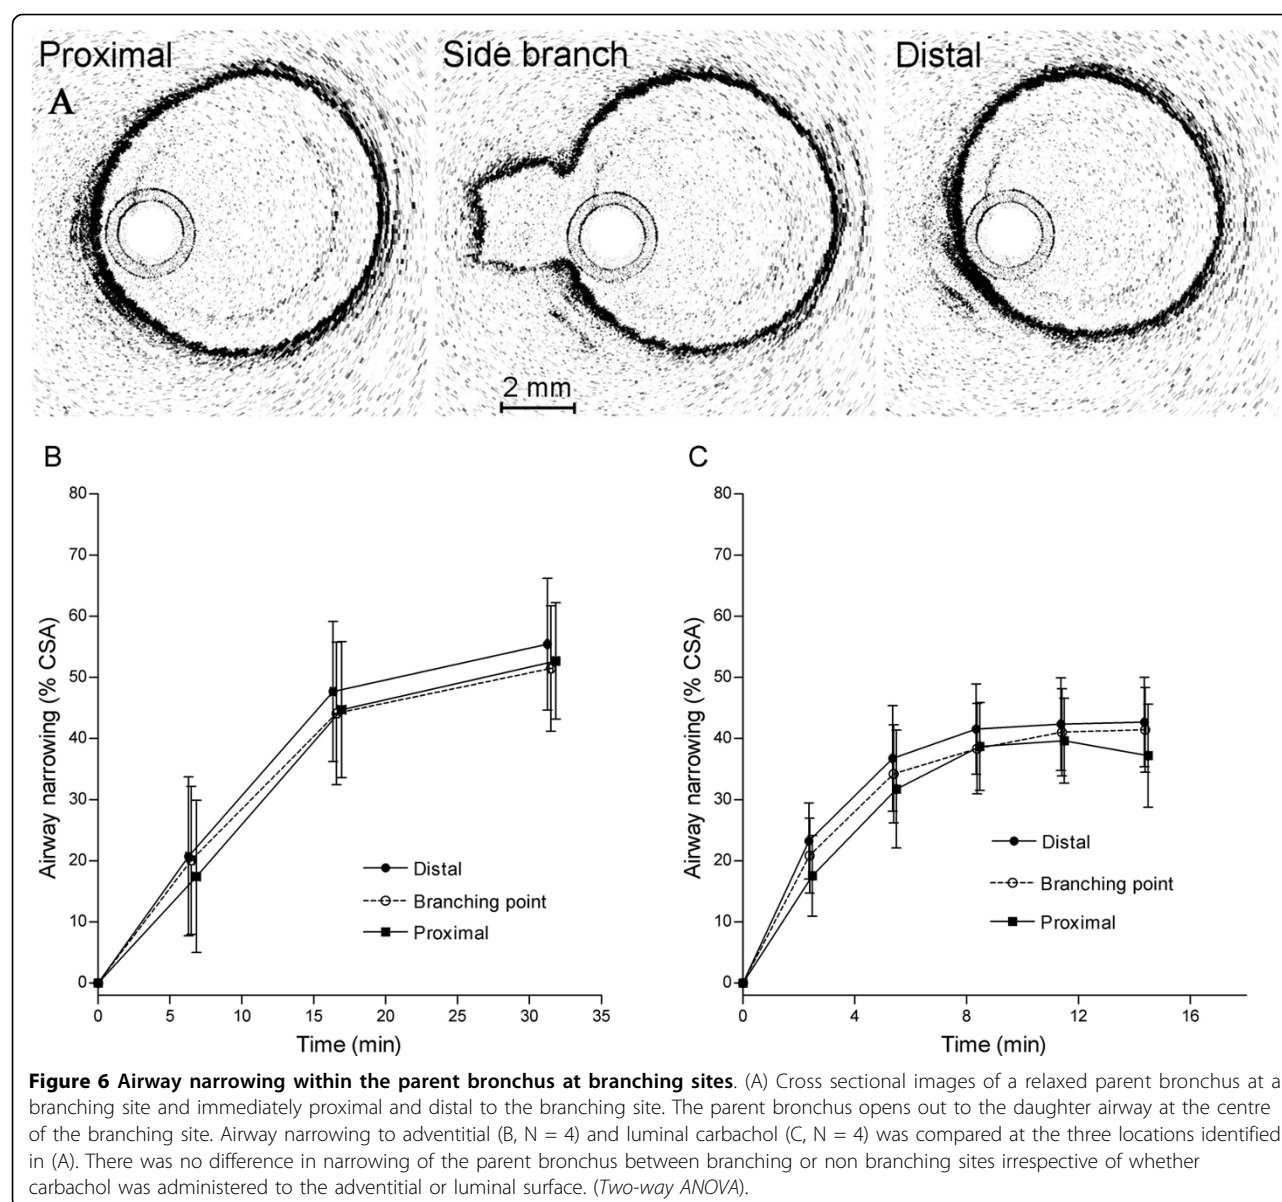 Proximal
Side branch
Distal
A
2 mm
B
C
80
70
60
50
40
30
20
10
0
Airway narrowing (% CSA)
Distal
Branching point
Proximal
0
5
10
15
20
25
30
35
Time (min)
80
70
60
50
40
30
20
10
0
Airway narrowing (% CSA)
Distal
Branching point
Proximal
0
4
8
12
16
Time (min)
Figure 6 Airway narrowing within the parent bronchus at branching sites. (A) Cross sectional images of a relaxed parent bronchus at a
branching site and immediately proximal and distal to the branching site. The parent bronchus opens out to the daughter airway at the centre
of the branching site. Airway narrowing to adventitial (B, N = 4) and luminal carbachol (C, N = 4) was compared at the three locations identified
in (A). There was no difference in narrowing of the parent bronchus between branching or non branching sites irrespective of whether
carbachol was administered to the adventitial or luminal surface. (Two-way ANOVA).